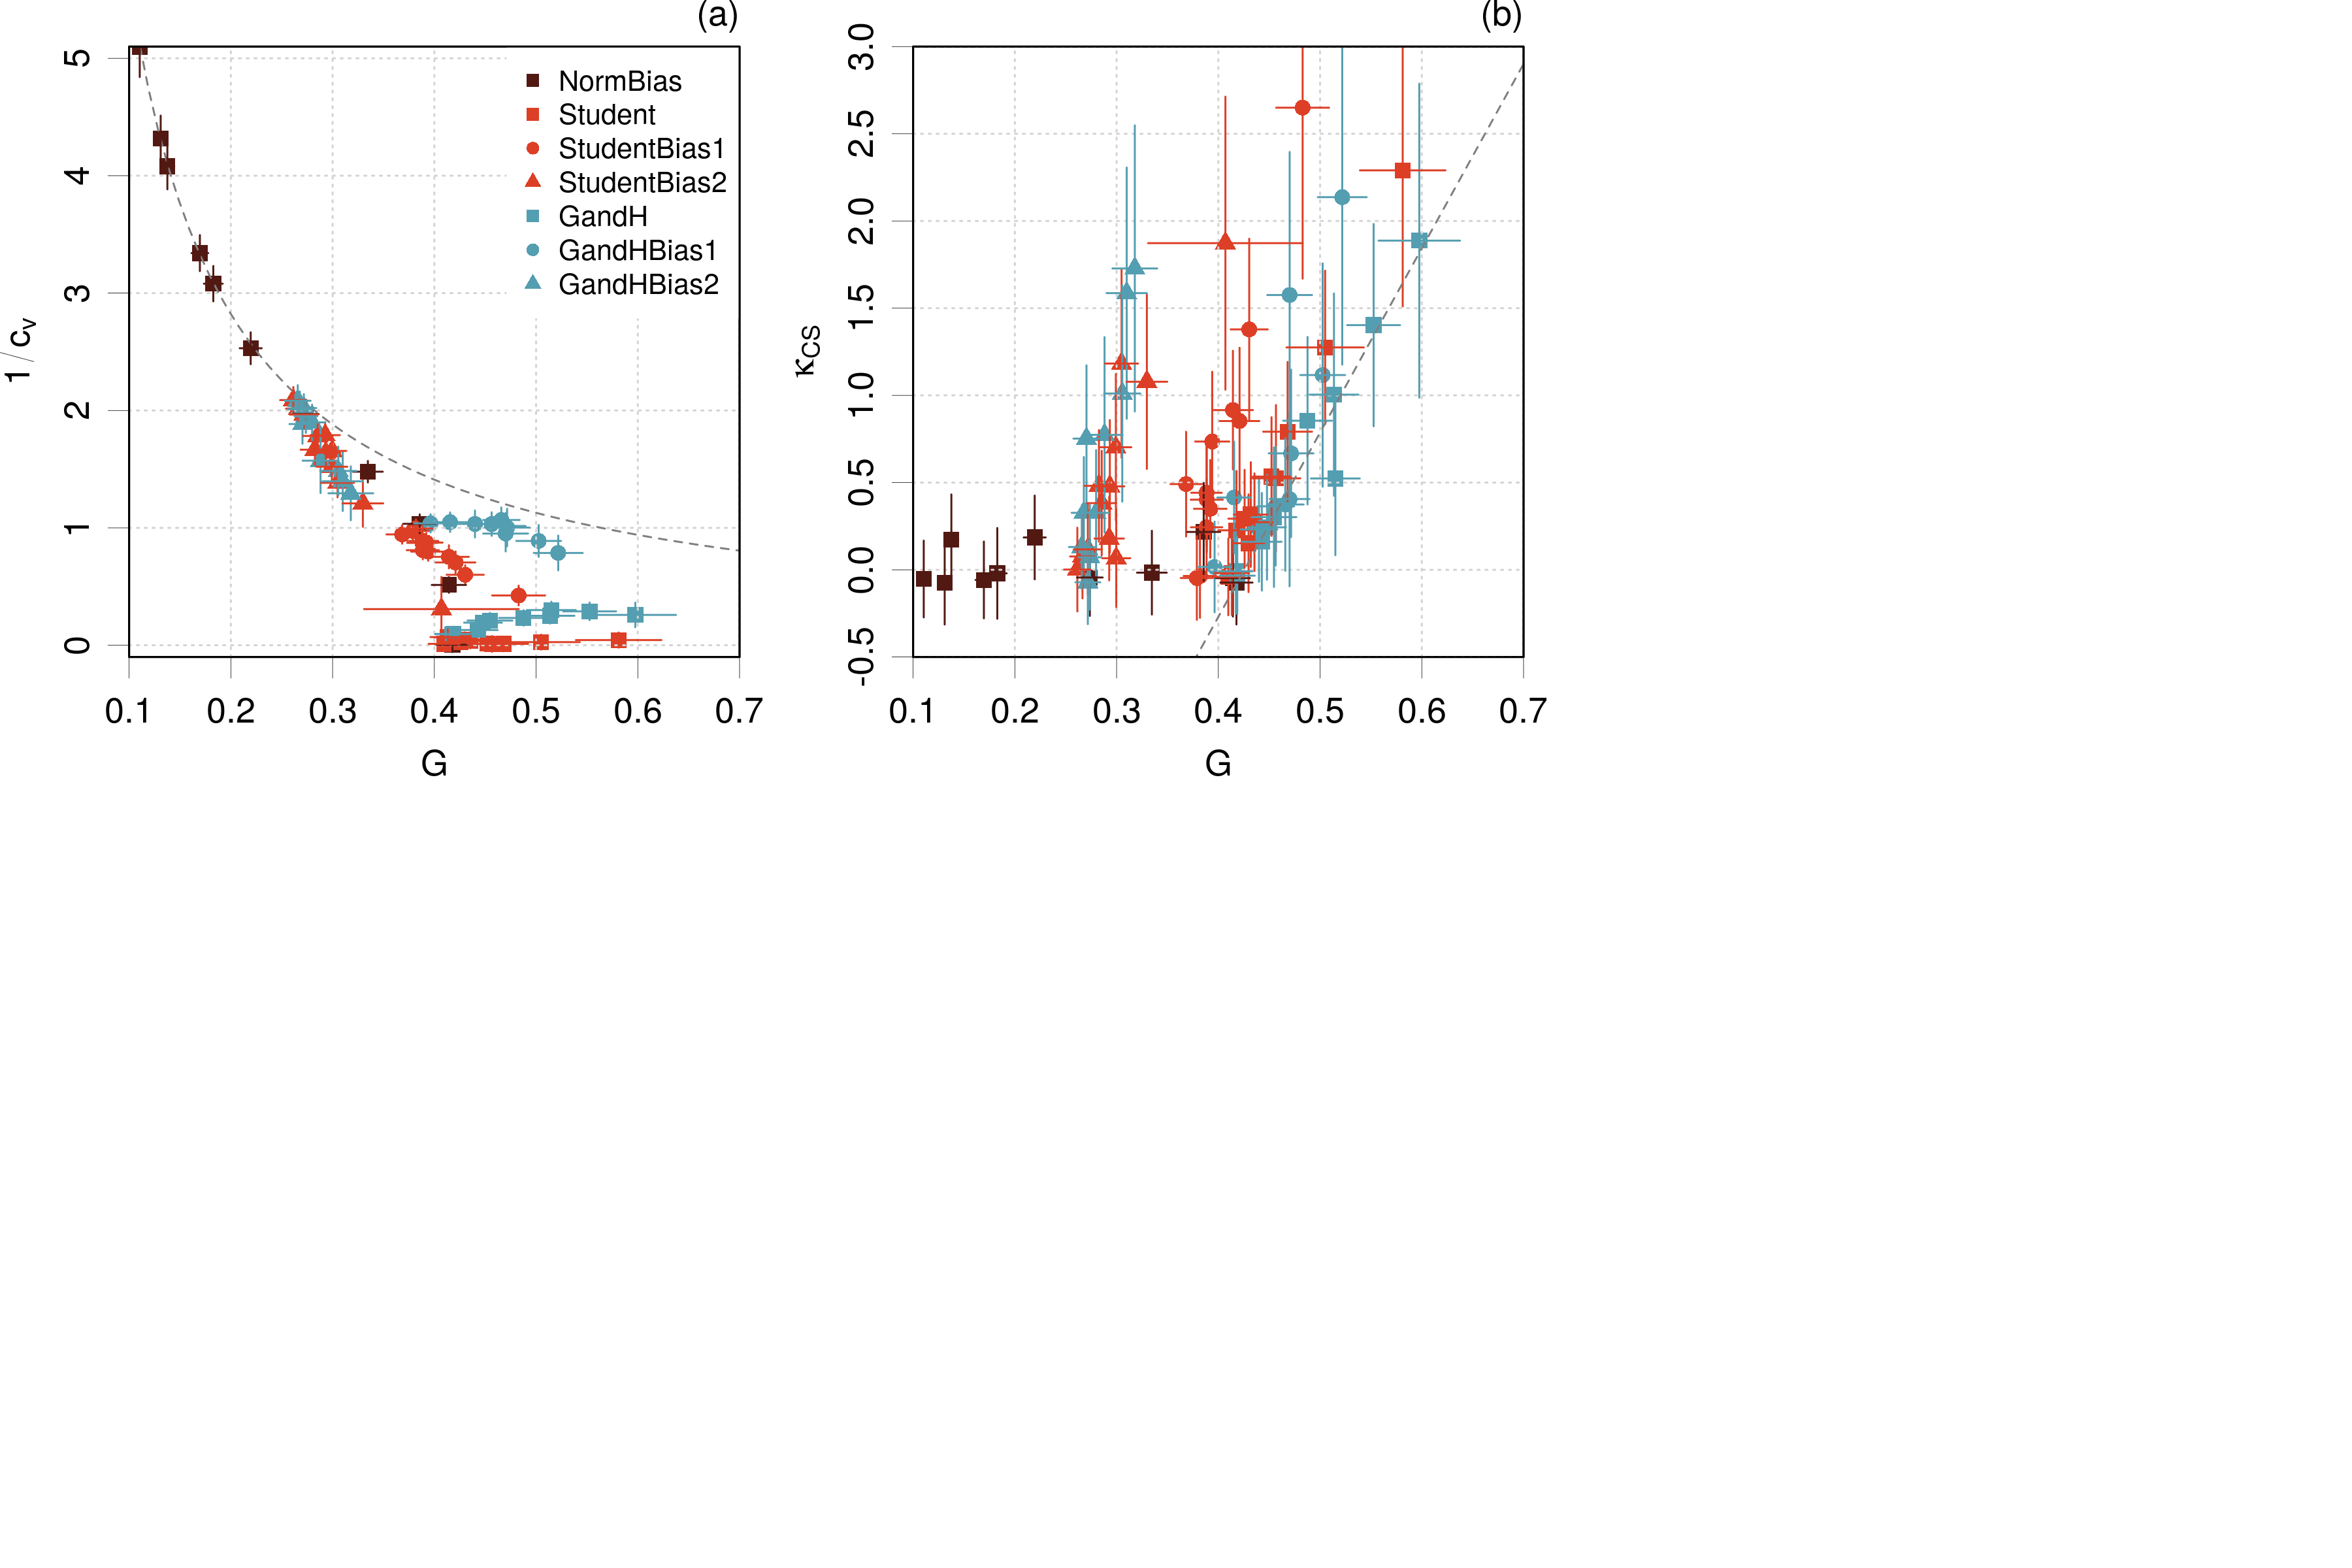 (a)
5
4
3
2
1
0
1/cv
0.1 0.2 0.3 0.4 0.5 0.6 0.7
G
NormBias
Student
StudentBias1
StudentBias2
GandH
GandHBias1
GandHBias2
(b)
3.0
2.5
2.0
1.5
1.0
0.5
0.0
-0.5
κCS
0.1 0.2 0.3 0.4 0.5 0.6 0.7
G